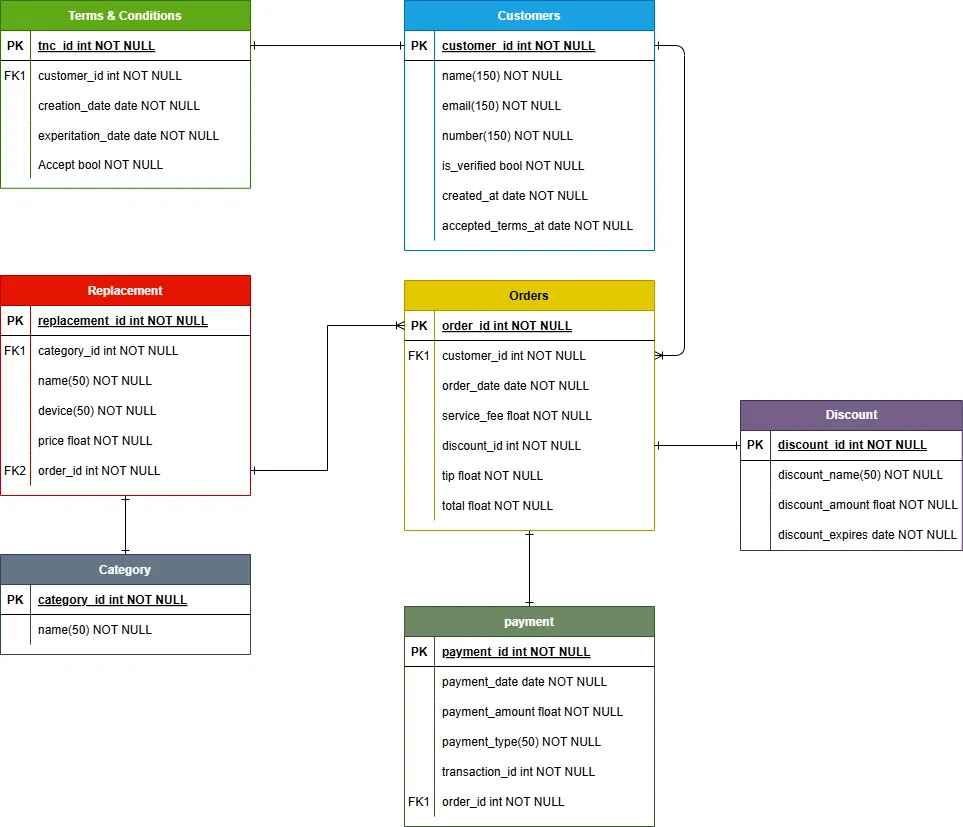 Terms & Conditions
PK tnc_id int NOT NULL
FK1 customer_id int NOT NULL
creation_date date NOT NULL
experitation_date date NOT NULL
Accept bool NOT NULL
Customers
PK customer_id int NOT NULL
name(150) NOT NULL
email(150) NOT NULL
number(150) NOT NULL
is_verified bool NOT NULL
created_at date NOT NULL
accepted_terms_at date NOT NULL
Replacement
PK replacement_id int NOT NULL
FK1 category_id int NOT NULL
name(50) NOT NULL
device(50) NOT NULL
price float NOT NULL
FK2 order_id int NOT NULL
Orders
PK order_id int NOT NULL
FK1 customer_id int NOT NULL
order_date date NOT NULL
service_fee float NOT NULL
discount_id int NOT NULL
tip float NOT NULL
total float NOT NULL
Discount
PK discount_id int NOT NULL
discount_name(50) NOT NULL
discount_amount float NOT NULL
discount_expires date NOT NULL
Category
PK category_id int NOT NULL
name(50) NOT NULL
payment
PK payment_id int NOT NULL
payment_date date NOT NULL
payment_amount float NOT NULL
payment_type(50) NOT NULL
transaction_id int NOT NULL
FK1 order_id int NOT NULL